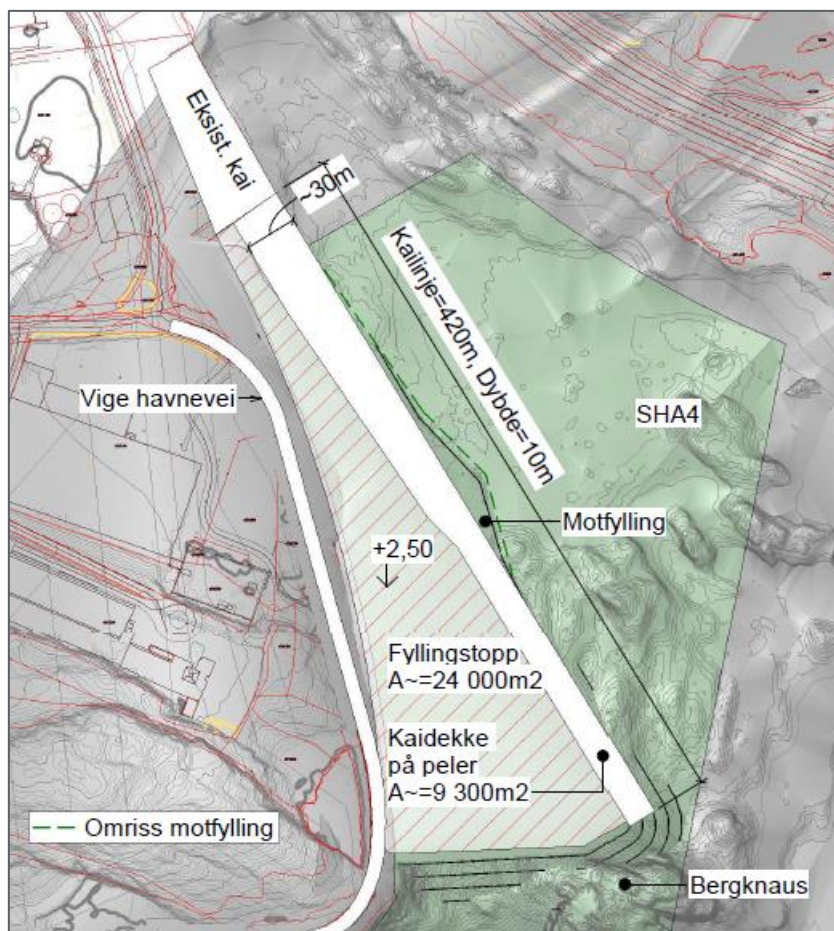 Eksist. kai
~30m
Kailinje=420m, Dybde=10m
Vige havnevei
SHA4
Motfylling
+2,50
Fyllingstopp
A~=24 000m2
Kaidekke
på peler
A~=9 300m2
Omriss motfylling
Bergknaus